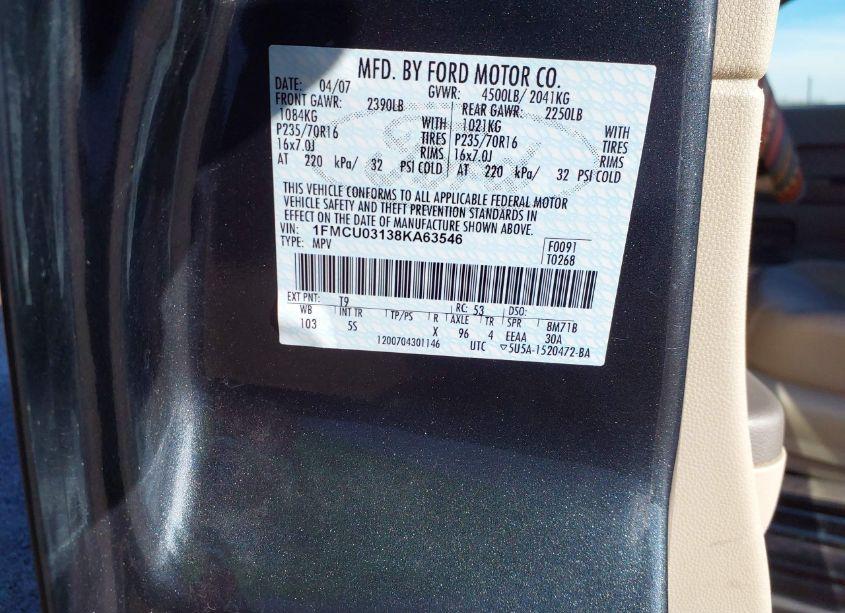 MFD. BY FORD MOTOR CO.
DATE: 04/07 GVWR: 4500LB/ 2041KG
FRONT GAWR: 2390LB REAR GAWR: 2250LB
1084KG WITH 1021KG WITH
P235/70R16 TIRES P235/70R16 TIRES
16x7.0J RIMS 16x7.0J RIMS
AT 220 kPa/ 32 PSI COLD AT 220 kPa/ 32 PSI COLD
THIS VEHICLE CONFORMS TO ALL APPLICABLE FEDERAL MOTOR
VEHICLE SAFETY AND THEFT PREVENTION STANDARDS IN
EFFECT ON THE DATE OF MANUFACTURE SHOWN ABOVE.
VIN: 1FMCU03138KA63546 F0091
TYPE: MPV T0268
EXT PNT: T9 RC: 53 DSO:
WB INT TR TP/PS R AXLE TR SPR 8M71B
103 5S X 96 4 EEAA 30A
1200704301146 UTC ▽5U5A-1520472-BA